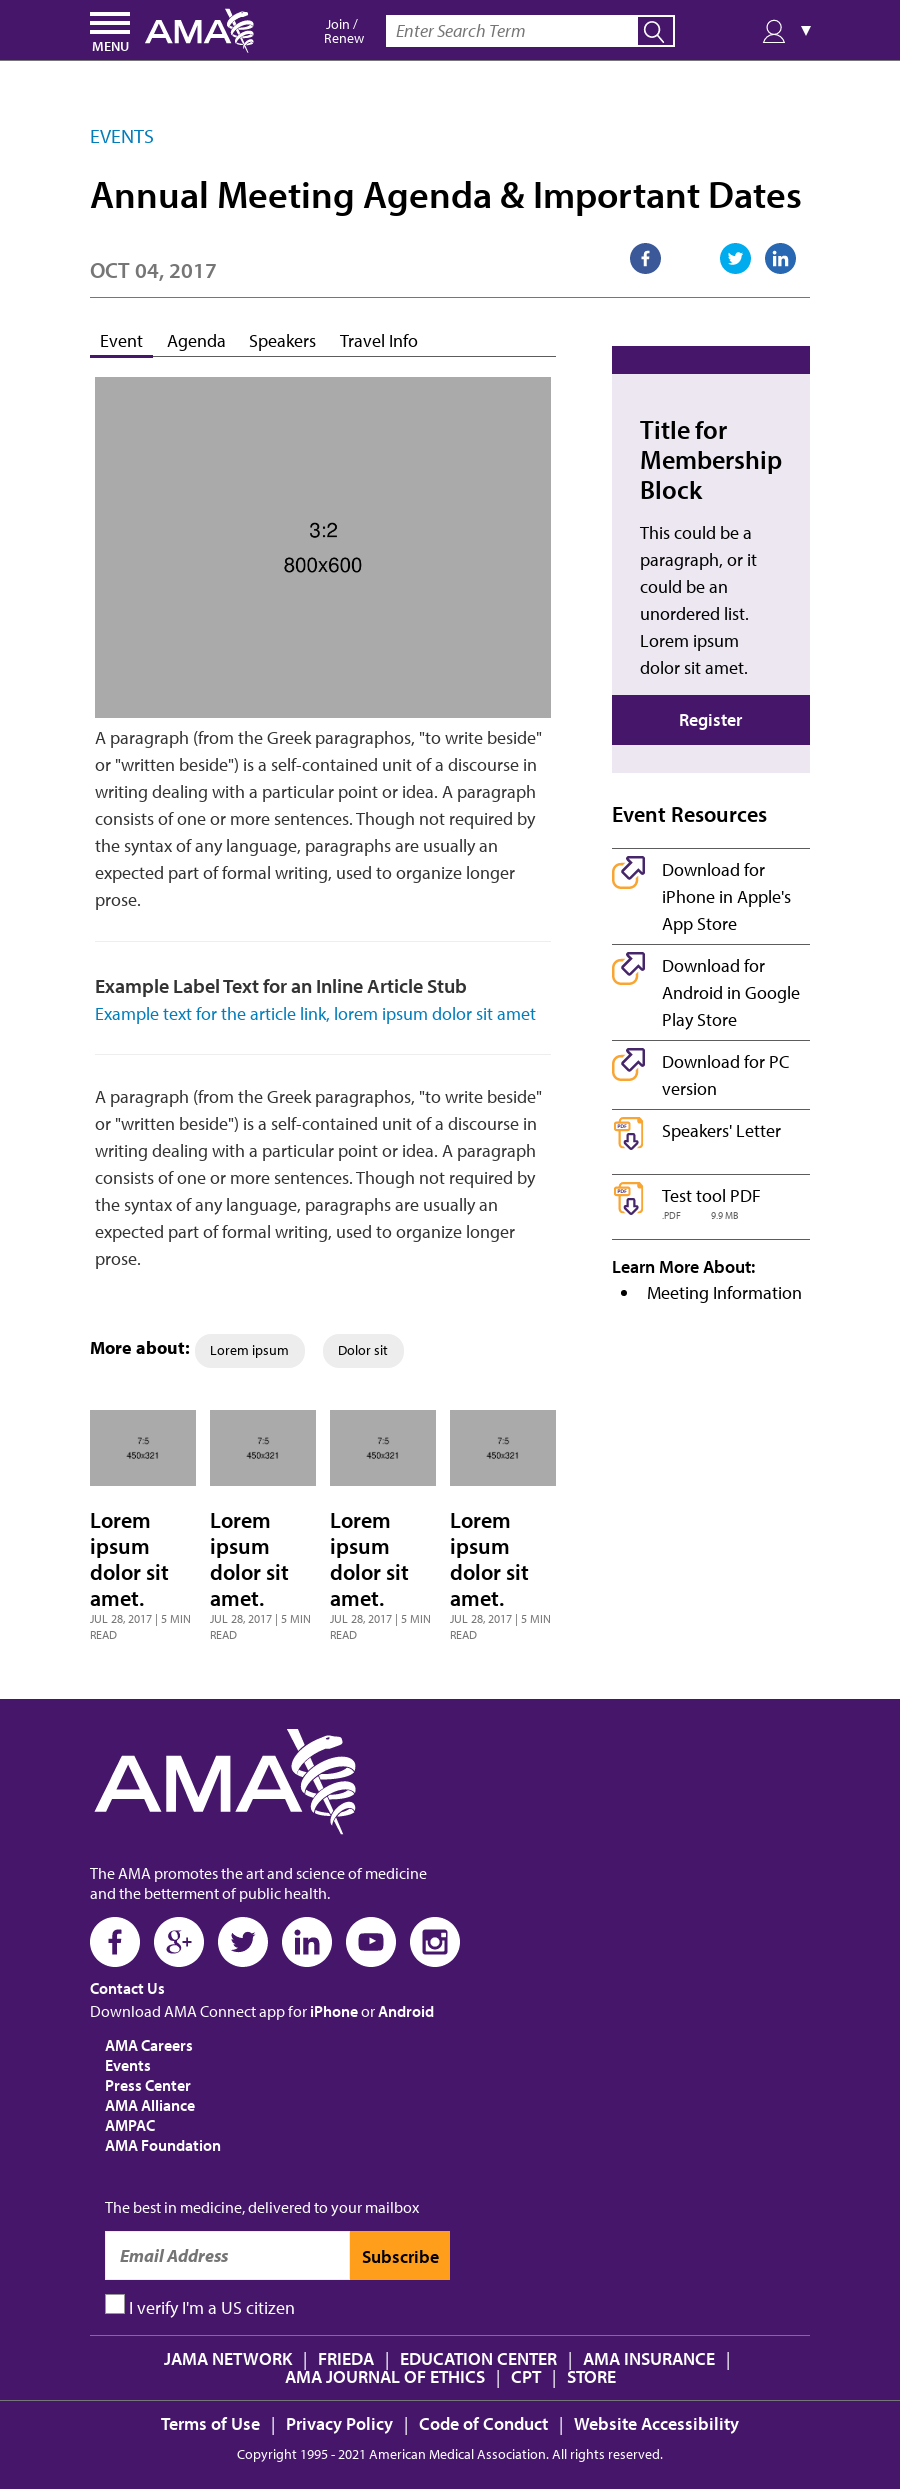 MENU
AMA
Join /
Renew
Enter Search Term
EVENTS
Annual Meeting Agenda & Important Dates
OCT 04, 2017
Event
Agenda
Speakers
Travel Info
3:2
800x600
A paragraph (from the Greek paragraphos, "to write beside"
or "written beside") is a self-contained unit of a discourse in
writing dealing with a particular point or idea. A paragraph
consists of one or more sentences. Though not required by
the syntax of any language, paragraphs are usually an
expected part of formal writing, used to organize longer
prose.
Example Label Text for an Inline Article Stub
Example text for the article link, lorem ipsum dolor sit amet
A paragraph (from the Greek paragraphos, "to write beside"
or "written beside") is a self-contained unit of a discourse in
writing dealing with a particular point or idea. A paragraph
consists of one or more sentences. Though not required by
the syntax of any language, paragraphs are usually an
expected part of formal writing, used to organize longer
prose.
More about:
Lorem ipsum
Dolor sit
7:5
450x321
Lorem
ipsum
dolor sit
amet.
JUL 28, 2017 | 5 MIN
READ
7:5
450x321
Lorem
ipsum
dolor sit
amet.
JUL 28, 2017 | 5 MIN
READ
7:5
450x321
Lorem
ipsum
dolor sit
amet.
JUL 28, 2017 | 5 MIN
READ
7:5
450x321
Lorem
ipsum
dolor sit
amet.
JUL 28, 2017 | 5 MIN
READ
Title for
Membership
Block
This could be a
paragraph, or it
could be an
unordered list.
Lorem ipsum
dolor sit amet.
Register
Event Resources
Download for
iPhone in Apple's
App Store
Download for
Android in Google
Play Store
Download for PC
version
PDF
Speakers' Letter
PDF
Test tool PDF
.PDF 9.9 MB
Learn More About:
• Meeting Information
AMA
The AMA promotes the art and science of medicine
and the betterment of public health.
Contact Us
Download AMA Connect app for iPhone or Android
AMA Careers
Events
Press Center
AMA Alliance
AMPAC
AMA Foundation
The best in medicine, delivered to your mailbox
Email Address
Subscribe
I verify I'm a US citizen
JAMA NETWORK | FRIEDA | EDUCATION CENTER | AMA INSURANCE |
AMA JOURNAL OF ETHICS | CPT | STORE
Terms of Use | Privacy Policy | Code of Conduct | Website Accessibility
Copyright 1995 - 2021 American Medical Association. All rights reserved.